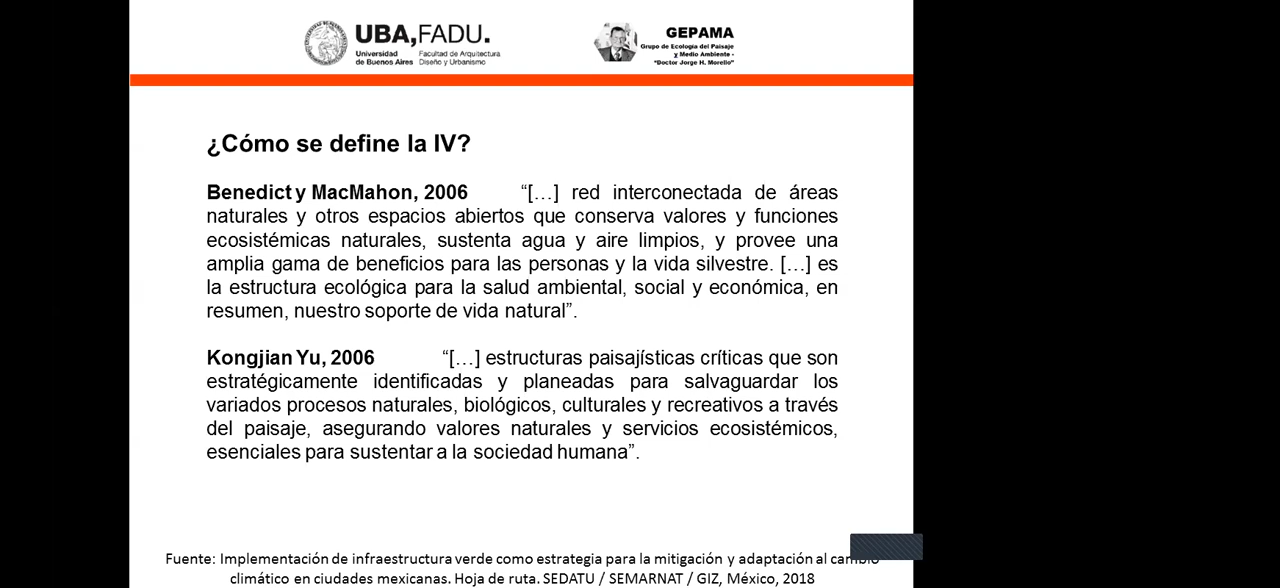 UBA,FADU.
Universidad de Buenos Aires
Facultad de Arquitectura Diseño y Urbanismo
GEPAMA
Grupo de Ecología del Paisaje
y Medio Ambiente -
"Doctor Jorge H. Morello"
¿Cómo se define la IV?
Benedict y MacMahon, 2006 “[…] red interconectada de áreas
naturales y otros espacios abiertos que conserva valores y funciones
ecosistémicas naturales, sustenta agua y aire limpios, y provee una
amplia gama de beneficios para las personas y la vida silvestre. […] es
la estructura ecológica para la salud ambiental, social y económica, en
resumen, nuestro soporte de vida natural”.
Kongjian Yu, 2006 “[…] estructuras paisajísticas críticas que son
estratégicamente identificadas y planeadas para salvaguardar los
variados procesos naturales, biológicos, culturales y recreativos a través
del paisaje, asegurando valores naturales y servicios ecosistémicos,
esenciales para sustentar a la sociedad humana”.
Fuente: Implementación de infraestructura verde como estrategia para la mitigación y adaptación al cambio
climático en ciudades mexicanas. Hoja de ruta. SEDATU / SEMARNAT / GIZ, México, 2018